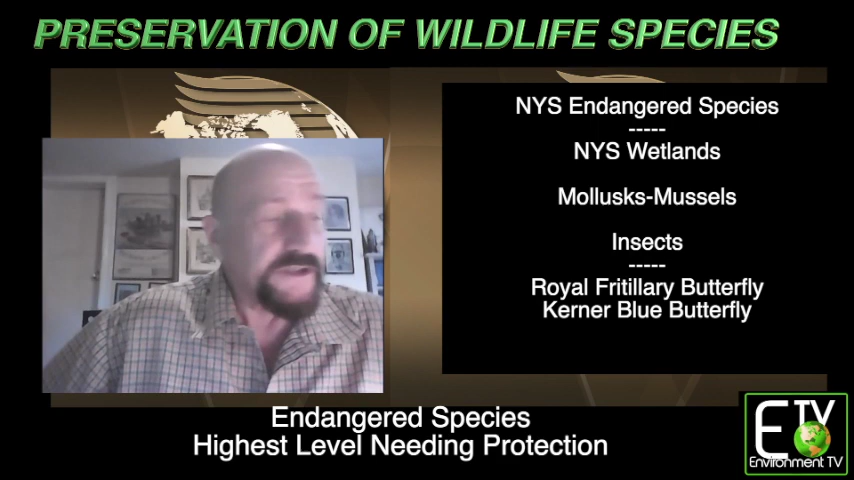 PRESERVATION OF WILDLIFE SPECIES
NYS Endangered Species
-----
NYS Wetlands
Mollusks-Mussels
Insects
-----
Royal Fritillary Butterfly
Kerner Blue Butterfly
Endangered Species
Highest Level Needing Protection
ETV
Environment TV